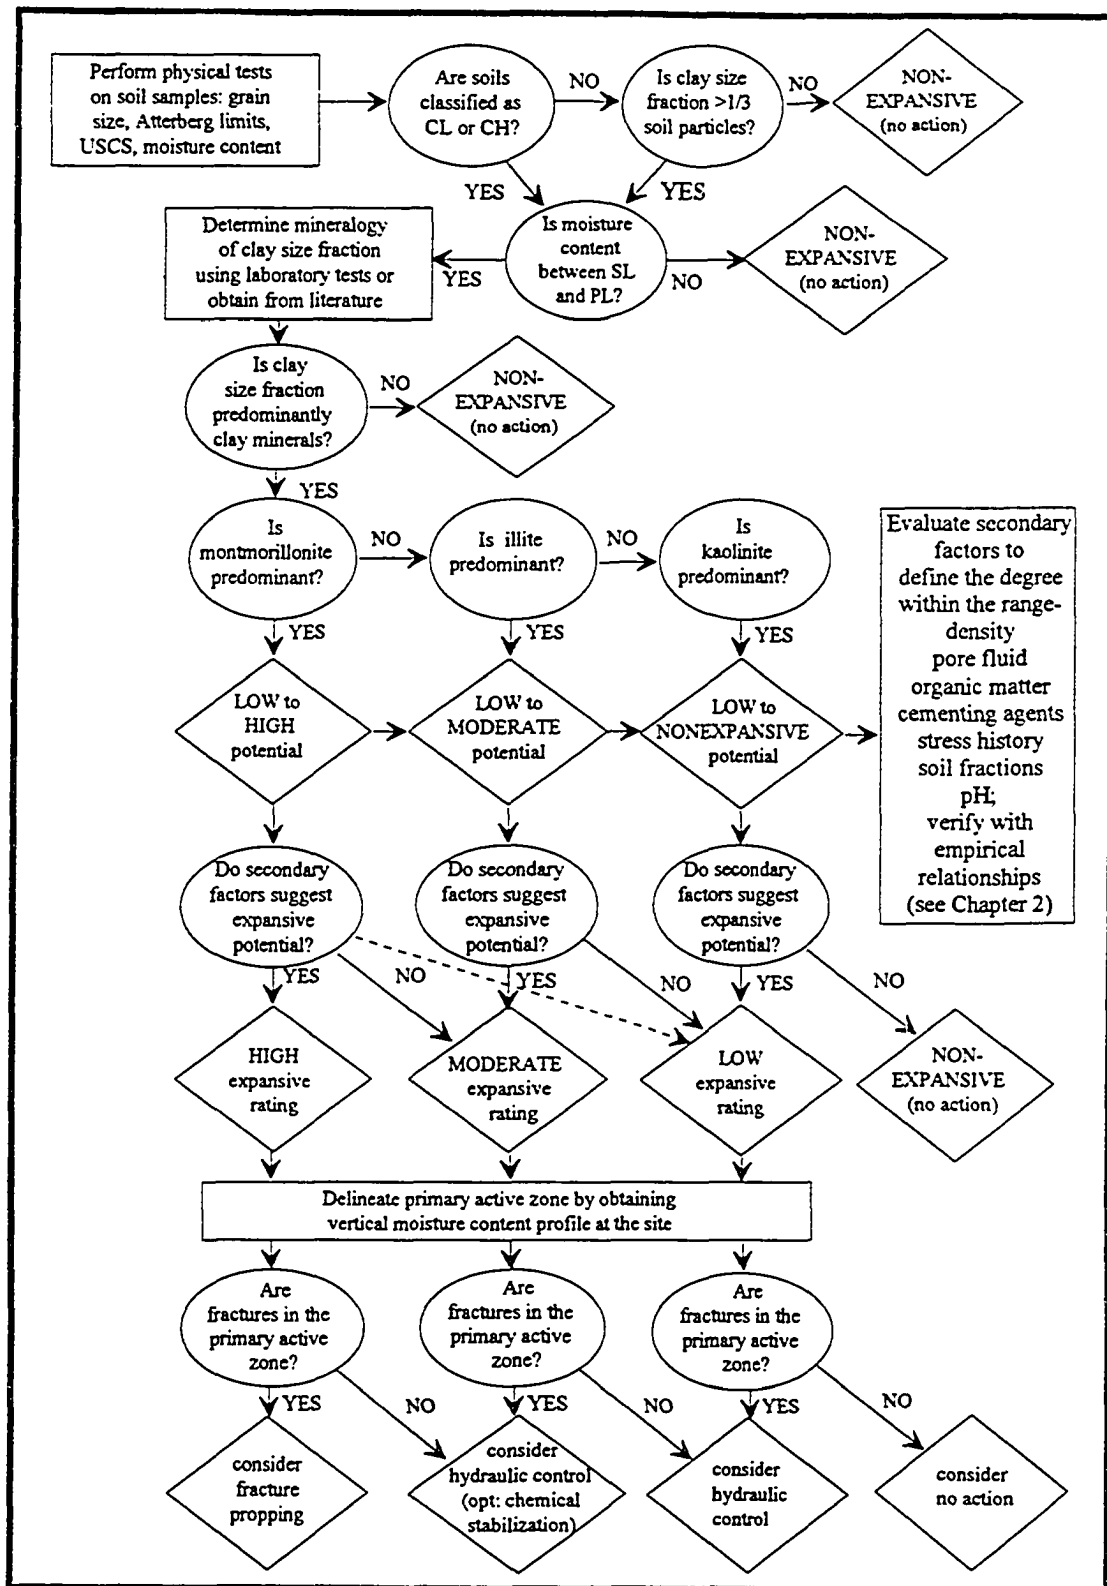 Perform physical tests
on soil samples: grain
size, Atterberg limits,
USCS, moisture content
Are soils
classified as
CL or CH?
NO
Is clay size
fraction >1/3
soil particles?
NO
NON-
EXPANSIVE
(no action)
YES
YES
Determine mineralogy
of clay size fraction
using laboratory tests or
obtain from literature
YES
Is moisture
content
between SL
and PL?
NO
NON-
EXPANSIVE
(no action)
Is clay
size fraction
predominantly
clay minerals?
NO
NON-
EXPANSIVE
(no action)
YES
Is
montmorillonite
predominant?
NO
Is illite
predominant?
NO
Is
kaolinite
predominant?
YES
YES
YES
LOW to
HIGH
potential
LOW to
MODERATE
potential
LOW to
NONEXPANSIVE
potential
Evaluate secondary
factors to
define the degree
within the range-
density
pore fluid
organic matter
cementing agents
stress history
soil fractions
pH;
verify with
empirical
relationships
(see Chapter 2)
Do secondary
factors suggest
expansive
potential?
Do secondary
factors suggest
expansive
potential?
Do secondary
factors suggest
expansive
potential?
YES
NO
YES
NO
YES
NO
HIGH
expansive
rating
MODERATE
expansive
rating
LOW
expansive
rating
NON-
EXPANSIVE
(no action)
Delineate primary active zone by obtaining
vertical moisture content profile at the site
Are
fractures in the
primary active
zone?
Are
fractures in the
primary active
zone?
Are
fractures in the
primary active
zone?
YES
NO
YES
NO
YES
NO
consider
fracture
propping
consider
hydraulic control
(opt: chemical
stabilization)
consider
hydraulic
control
consider
no action